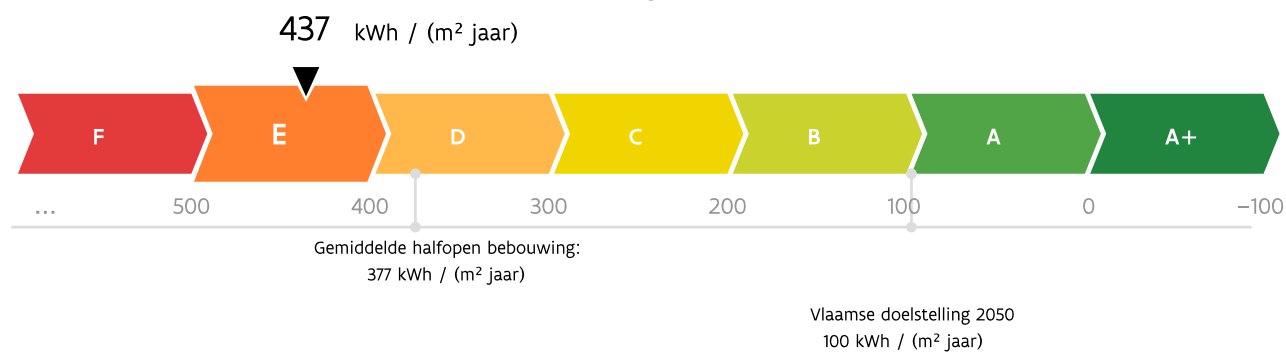 437 kWh / (m² jaar)
F E D C B A A+
... 500 400 300 200 100 0 −100
Gemiddelde halfopen bebouwing:
377 kWh / (m² jaar)
Vlaamse doelstelling 2050
100 kWh / (m² jaar)